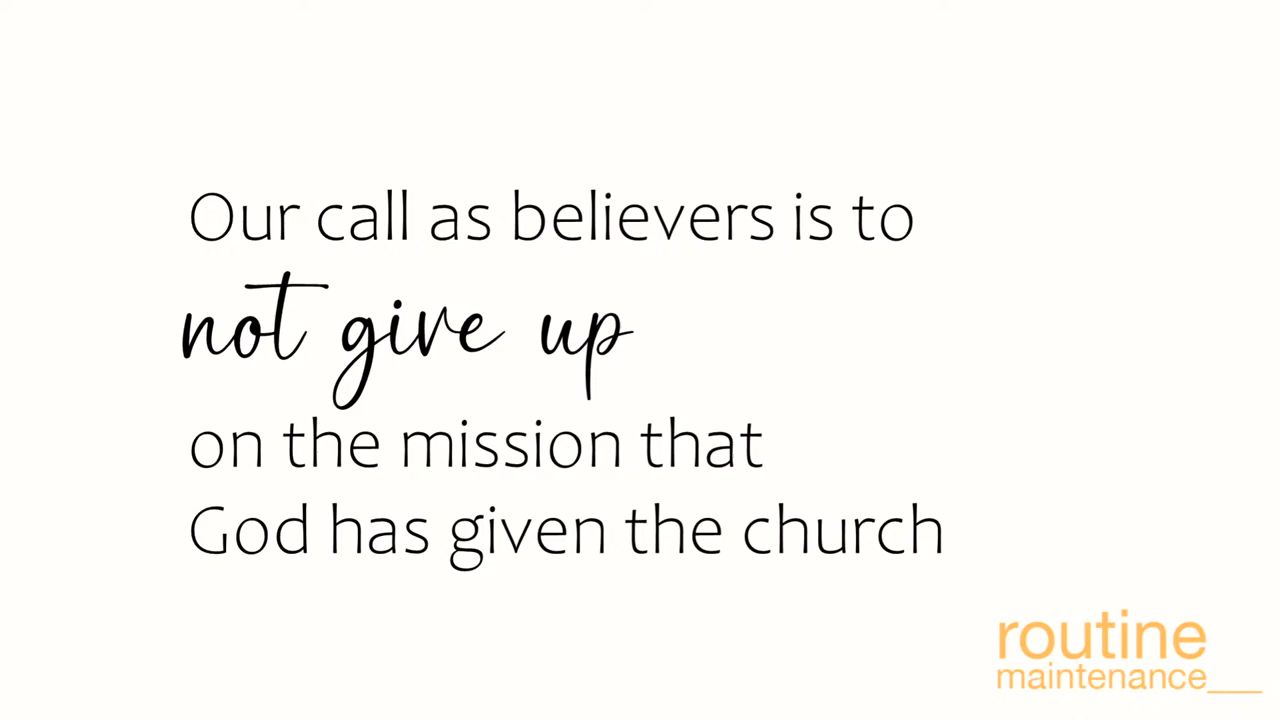 Our call as believers is to
not give up
on the mission that
God has given the church
routine
maintenance___